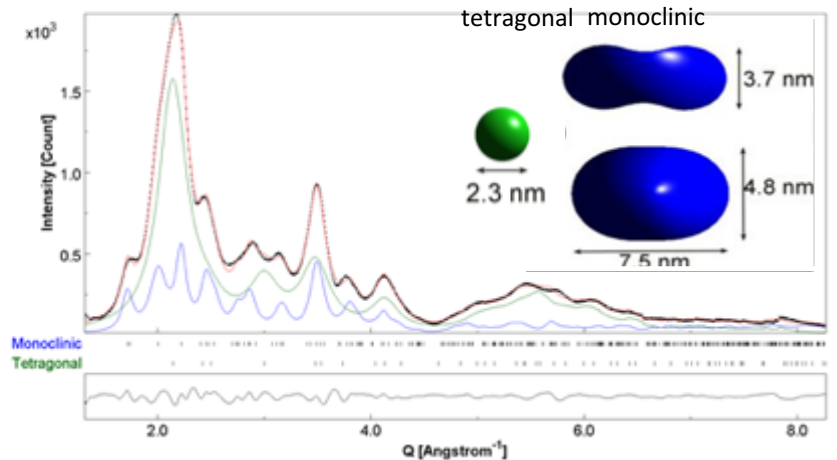 tetragonal monoclinic
x10³
1.5
1.0
0.5
Intensity [Count]
2.3 nm
3.7 nm
4.8 nm
7.5 nm
Monoclinic
Tetragonal
2.0 4.0 6.0 8.0
Q [Angstrom⁻¹]